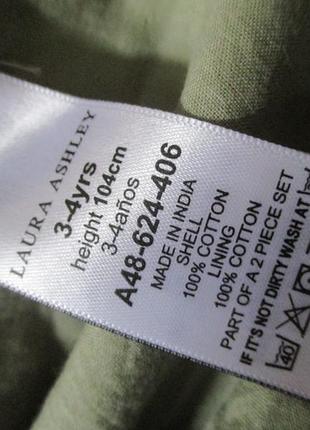 LAURA ASHLEY
3-4yrs
height 104cm
3-4años
A48-624-406
MADE IN INDIA
SHELL
100% COTTON
LINING
100% COTTON
PART OF A 2 PIECE SET
IF IT'S NOT DIRTY WASH AT
40